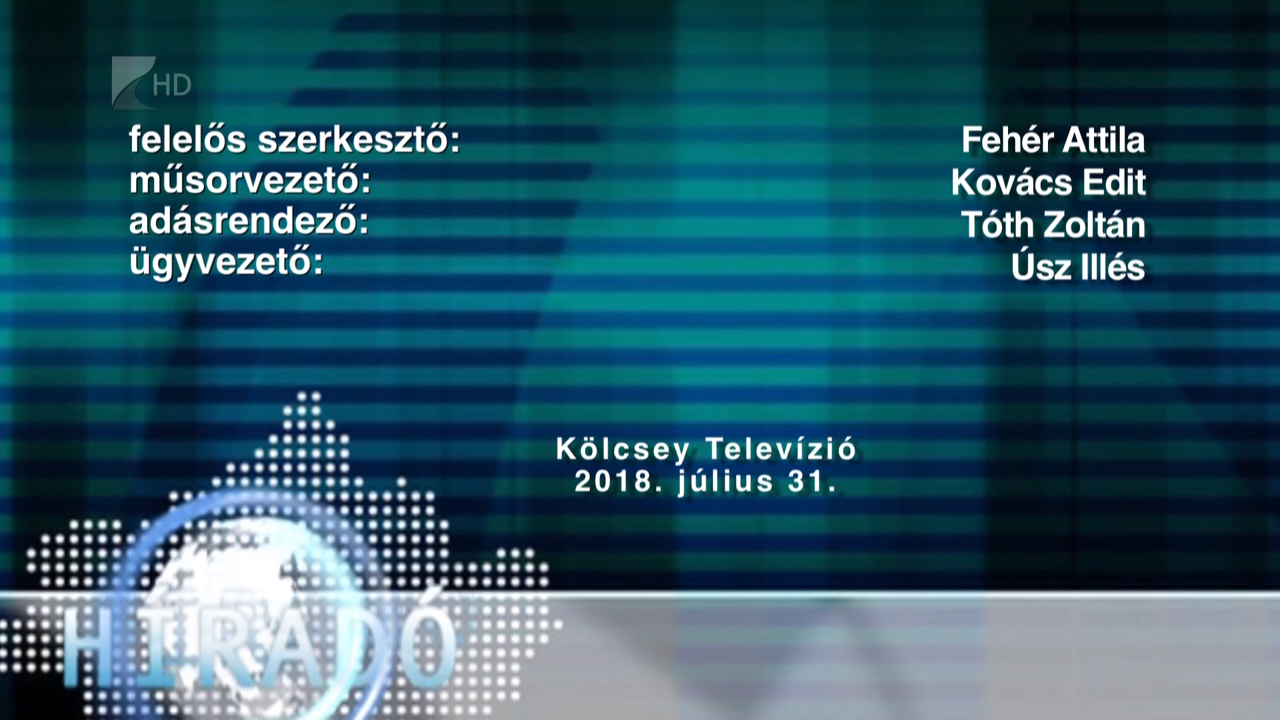 HD
felelős szerkesztő: Fehér Attila
műsorvezető: Kovács Edit
adásrendező: Tóth Zoltán
ügyvezető: Úsz Illés
Kölcsey Televízió
2018. július 31.
HÍRADÓ